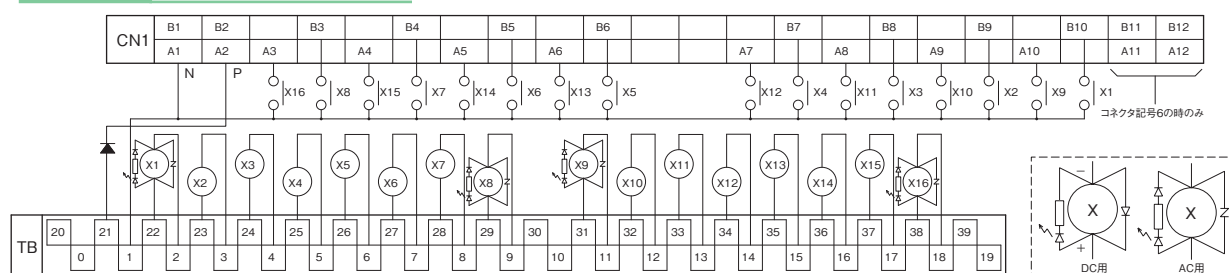 CN1 B1 B2 B3 B4 B5 B6 B7 B8 B9 B10 B11 B12
A1 A2 A3 A4 A5 A6 A7 A8 A9 A10 A11 A12
N P
X16 X8 X15 X7 X14 X6 X13 X5 X12 X4 X11 X3 X10 X2 X9 X1
コネクタ記号6の時のみ
X1 X2 X3 X4 X5 X6 X7 X8 X9 X10 X11 X12 X13 X14 X15 X16
Z Z Z Z
TB 20 21 22 23 24 25 26 27 28 29 30 31 32 33 34 35 36 37 38 39
0 1 2 3 4 5 6 7 8 9 10 11 12 13 14 15 16 17 18 19
− X + DC用
X Z AC用